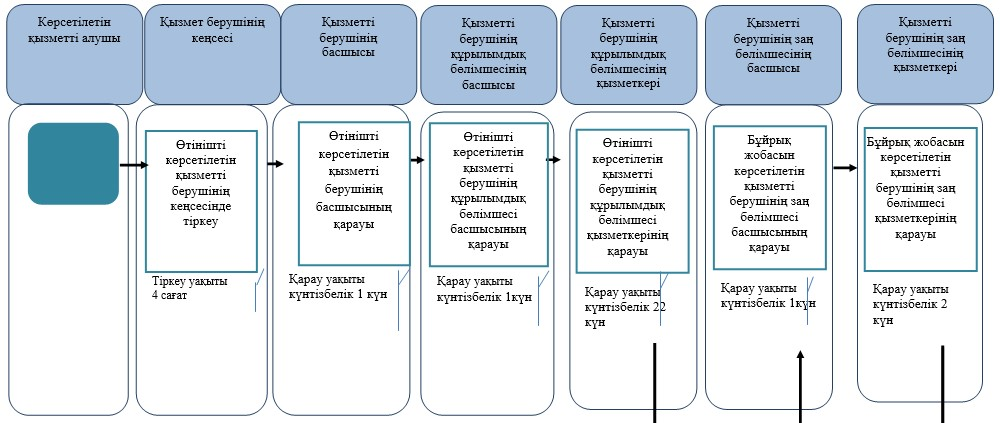 Көрсетілетін
қызметті алушы
Қызмет берушінің
кеңсесі
Қызметті
берушінің
басшысы
Қызметті
берушінің
құрылымдық
бөлімшесінің
басшысы
Қызметті
берушінің
құрылымдық
бөлімшесінің
қызметкері
Қызметті
берушінің заң
бөлімшесінің
басшысы
Қызметті
берушінің заң
бөлімшесінің
қызметкері
Өтінішті
көрсетілетін
қызметті
берушінің
кеңсесінде
тіркеу
Тіркеу уақыты
4 сағат
Өтінішті
көрсетілетін
қызметті
берушінің
басшысының
қарауы
Қарау уақыты
күнтізбелік 1 күн
Өтінішті
көрсетілетін
қызметті
берушінің
құрылымдық
бөлімшесі
басшысының
қарауы
Қарау уақыты
күнтізбелік 1күн
Өтінішті
көрсетілетін
қызметті
берушінің
құрылымдық
бөлімшесі
қызметкерінің
қарауы
Қарау уақыты
күнтізбелік 22
күн
Бұйрық
жобасын
көрсетілетін
қызметті
берушінің заң
бөлімшесі
басшысының
қарауы
Қарау уақыты
күнтізбелік 1күн
Бұйрық жобасын
көрсетілетін
қызметті
берушінің заң
бөлімшесі
қызметкерінің
қарауы
Қарау уақыты
күнтізбелік 2
күн